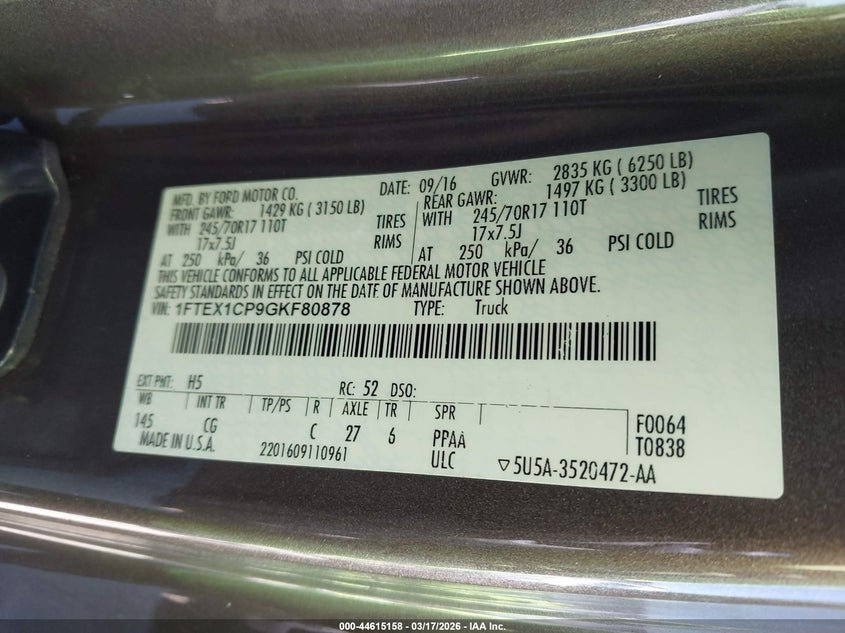 MFD. BY FORD MOTOR CO. DATE: 09/16 GVWR: 2835 KG ( 6250 LB)
FRONT GAWR: 1429 KG ( 3150 LB) REAR GAWR: 1497 KG ( 3300 LB)
WITH 245/70R17 110T TIRES WITH 245/70R17 110T TIRES
17x7.5J RIMS 17x7.5J RIMS
AT 250 kPa/ 36 PSI COLD AT 250 kPa/ 36 PSI COLD
THIS VEHICLE CONFORMS TO ALL APPLICABLE FEDERAL MOTOR VEHICLE
SAFETY STANDARDS IN EFFECT ON THE DATE OF MANUFACTURE SHOWN ABOVE.
VIN: 1FTEX1CP9GKF80878 TYPE: Truck
EXT PNT: H5 RC: 52 DSO:
WB INT TR TP/PS R AXLE TR SPR
145 CG C 27 6 PPAA F0064
MADE IN U.S.A. 2201609110961 ULC T0838
▽5U5A-3520472-AA
000-44615158 - 03/17/2026 - IAA Inc.